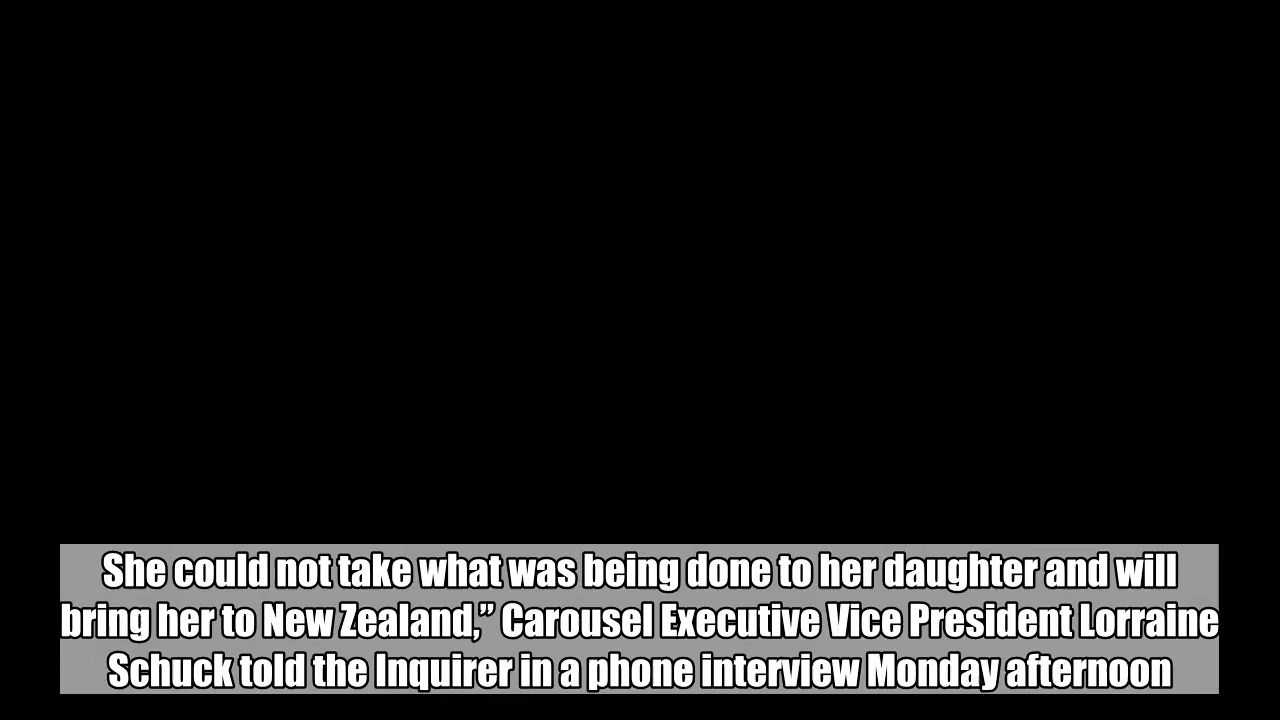 She could not take what was being done to her daughter and will
bring her to New Zealand,” Carousel Executive Vice President Lorraine
Schuck told the Inquirer in a phone interview Monday afternoon